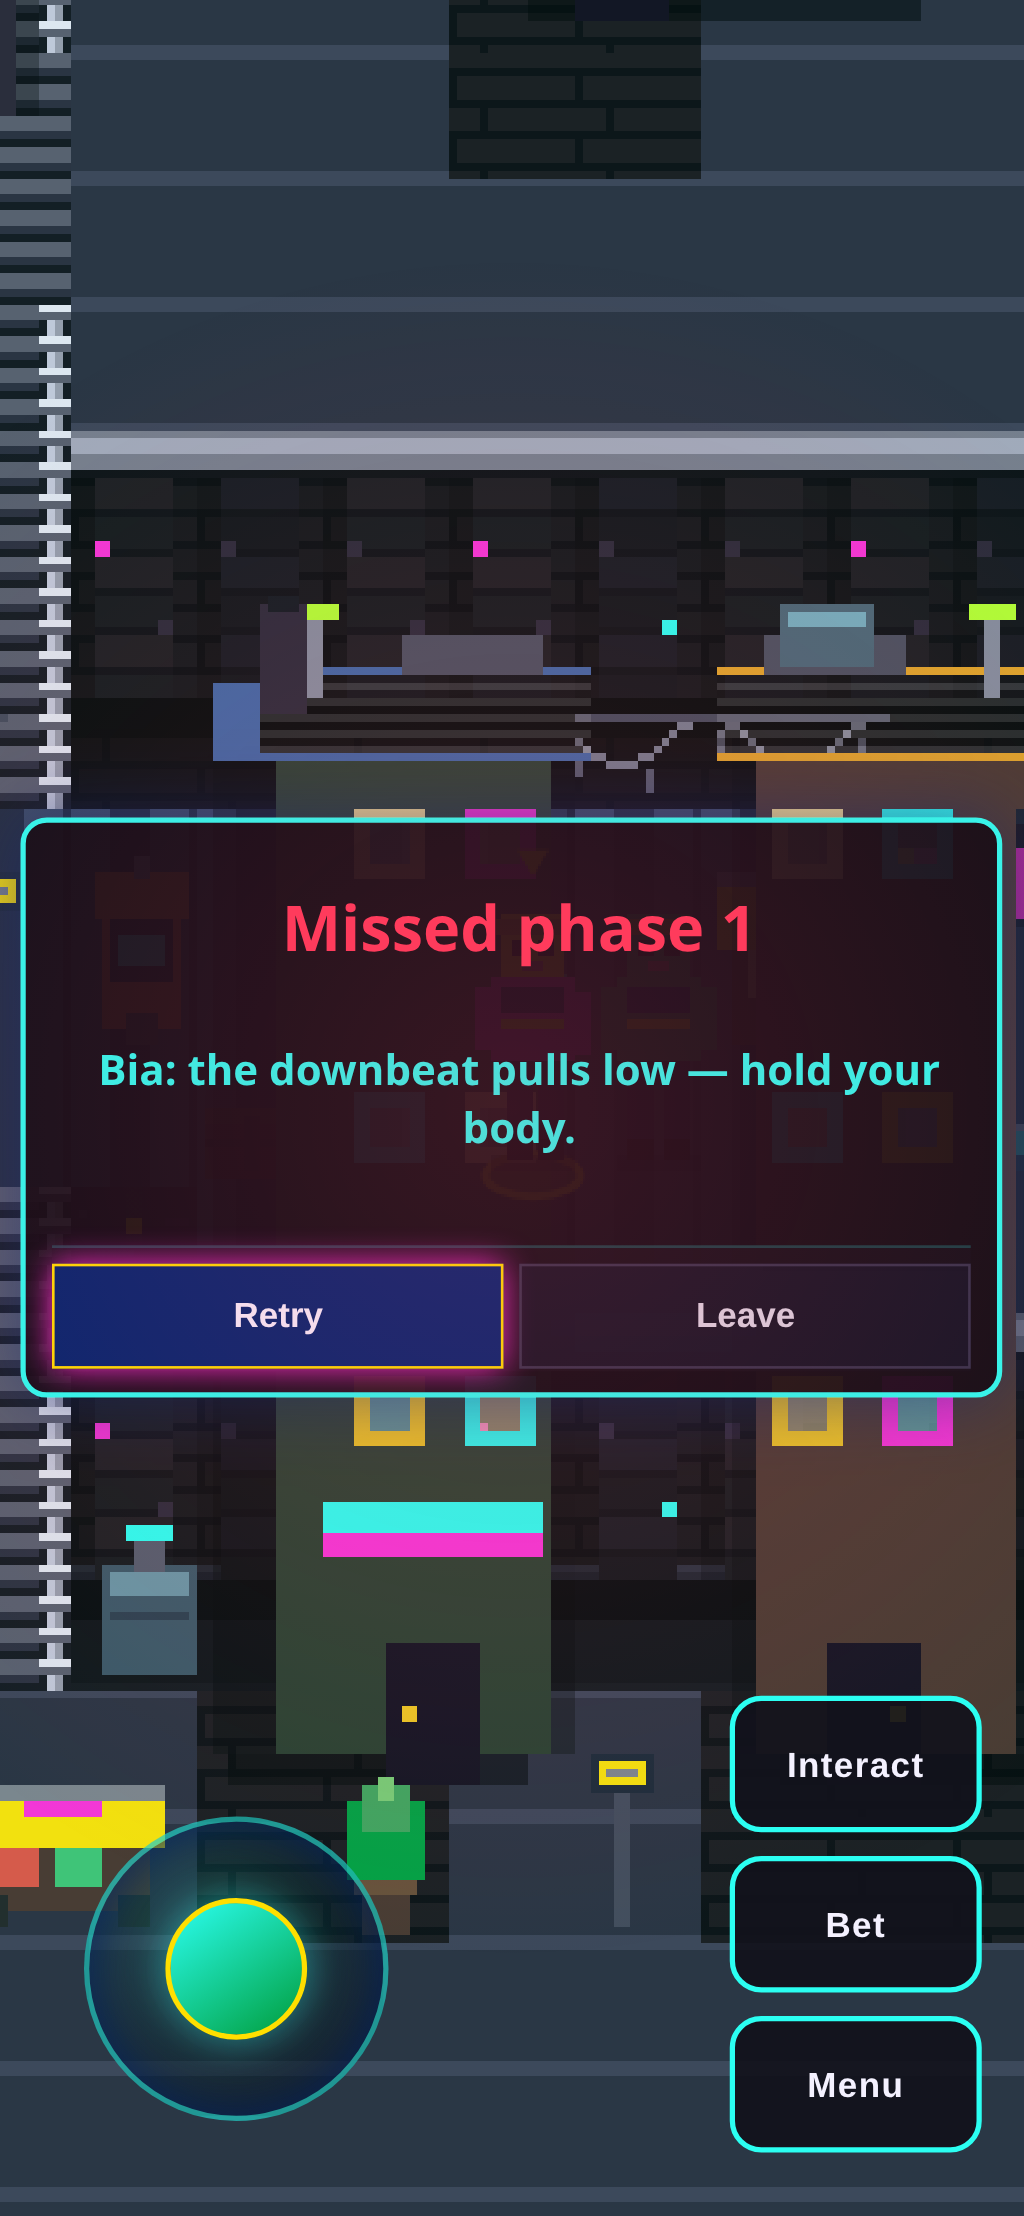 Missed phase 1
Bia: the downbeat pulls low — hold your
body.
Retry
Leave
Interact
Bet
Menu